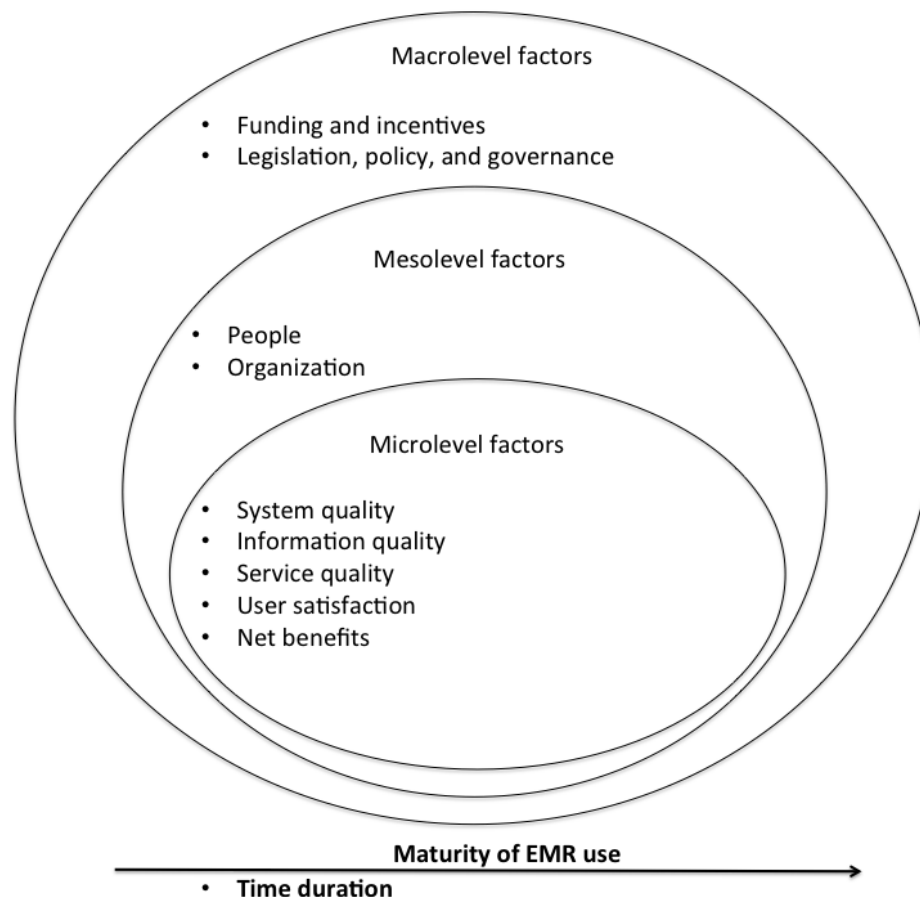 Macrolevel factors
• Funding and incentives
• Legislation, policy, and governance
Mesolevel factors
• People
• Organization
Microlevel factors
• System quality
• Information quality
• Service quality
• User satisfaction
• Net benefits
Maturity of EMR use
• Time duration